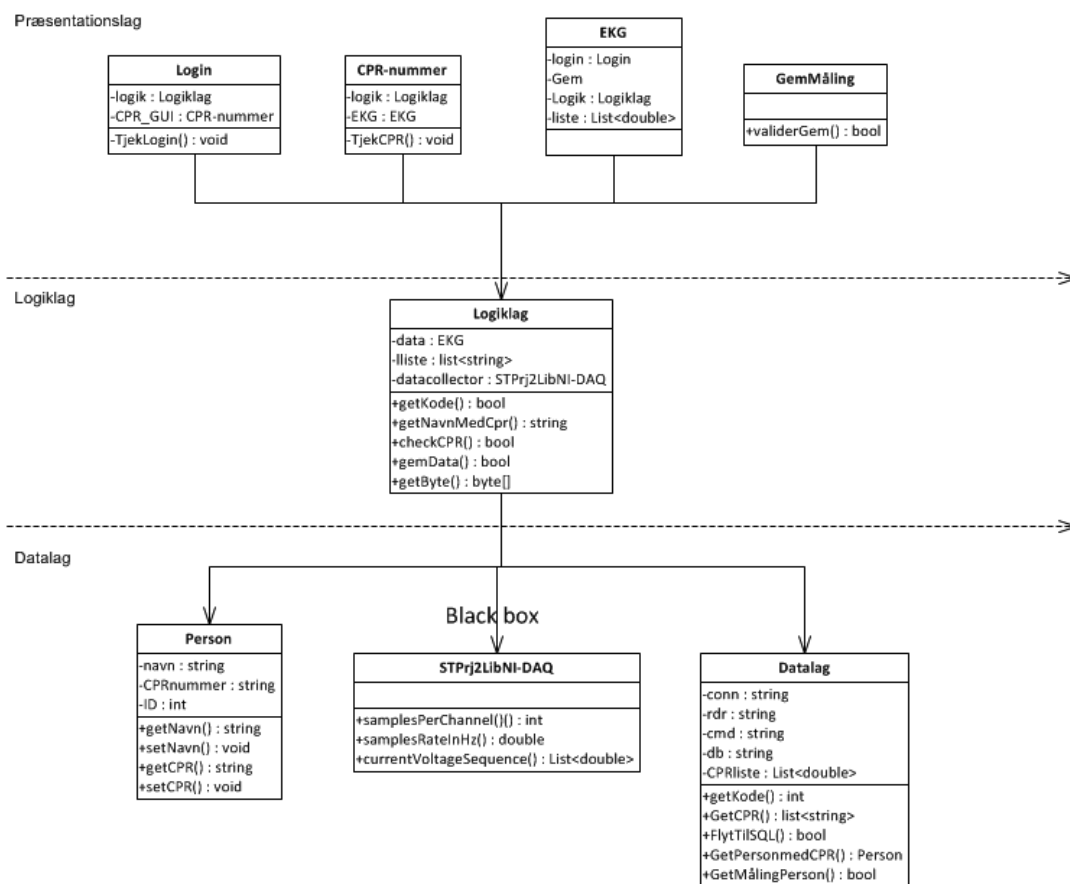 Præsentationslag
Login
-logik : Logiklag
-CPR_GUI : CPR-nummer
-TjekLogin() : void
CPR-nummer
-logik : Logiklag
-EKG : EKG
-TjekCPR() : void
EKG
-login : Login
-Gem
-Logik : Logiklag
-liste : List<double>
GemMåling
+validerGem() : bool
Logiklag
Logiklag
-data : EKG
-lliste : list<string>
-datacollector : STPrj2LibNI-DAQ
+getKode() : bool
+getNavnMedCpr() : string
+checkCPR() : bool
+gemData() : bool
+getByte() : byte[]
Datalag
Person
-navn : string
-CPRnummer : string
-ID : int
+getNavn() : string
+setNavn() : void
+getCPR() : string
+setCPR() : void
Black box
STPrj2LibNI-DAQ
+samplesPerChannel()() : int
+samplesRateInHz() : double
+currentVoltageSequence() : List<double>
Datalag
-conn : string
-rdr : string
-cmd : string
-db : string
-CPRliste : List<double>
+getKode() : int
+GetCPR() : list<string>
+FlytTilSQL() : bool
+GetPersonmedCPR() : Person
+GetMålingPerson() : bool